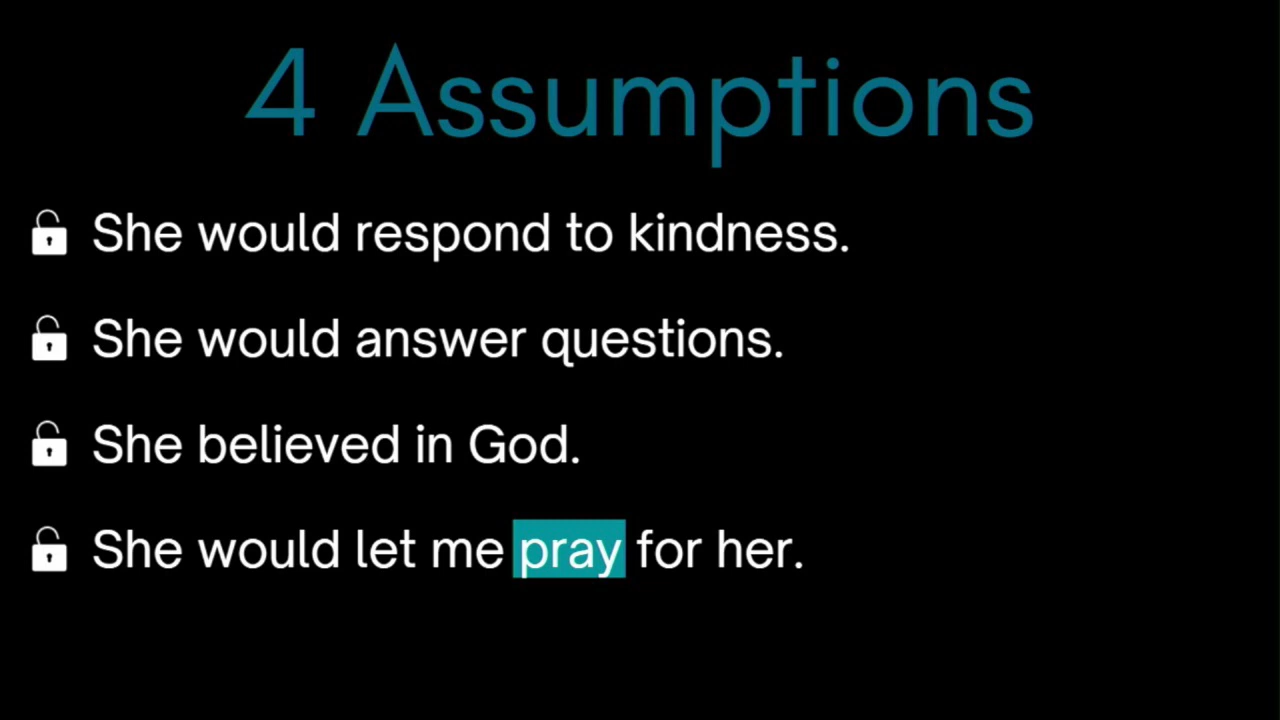 4 Assumptions
She would respond to kindness.
She would answer questions.
She believed in God.
She would let me pray for her.